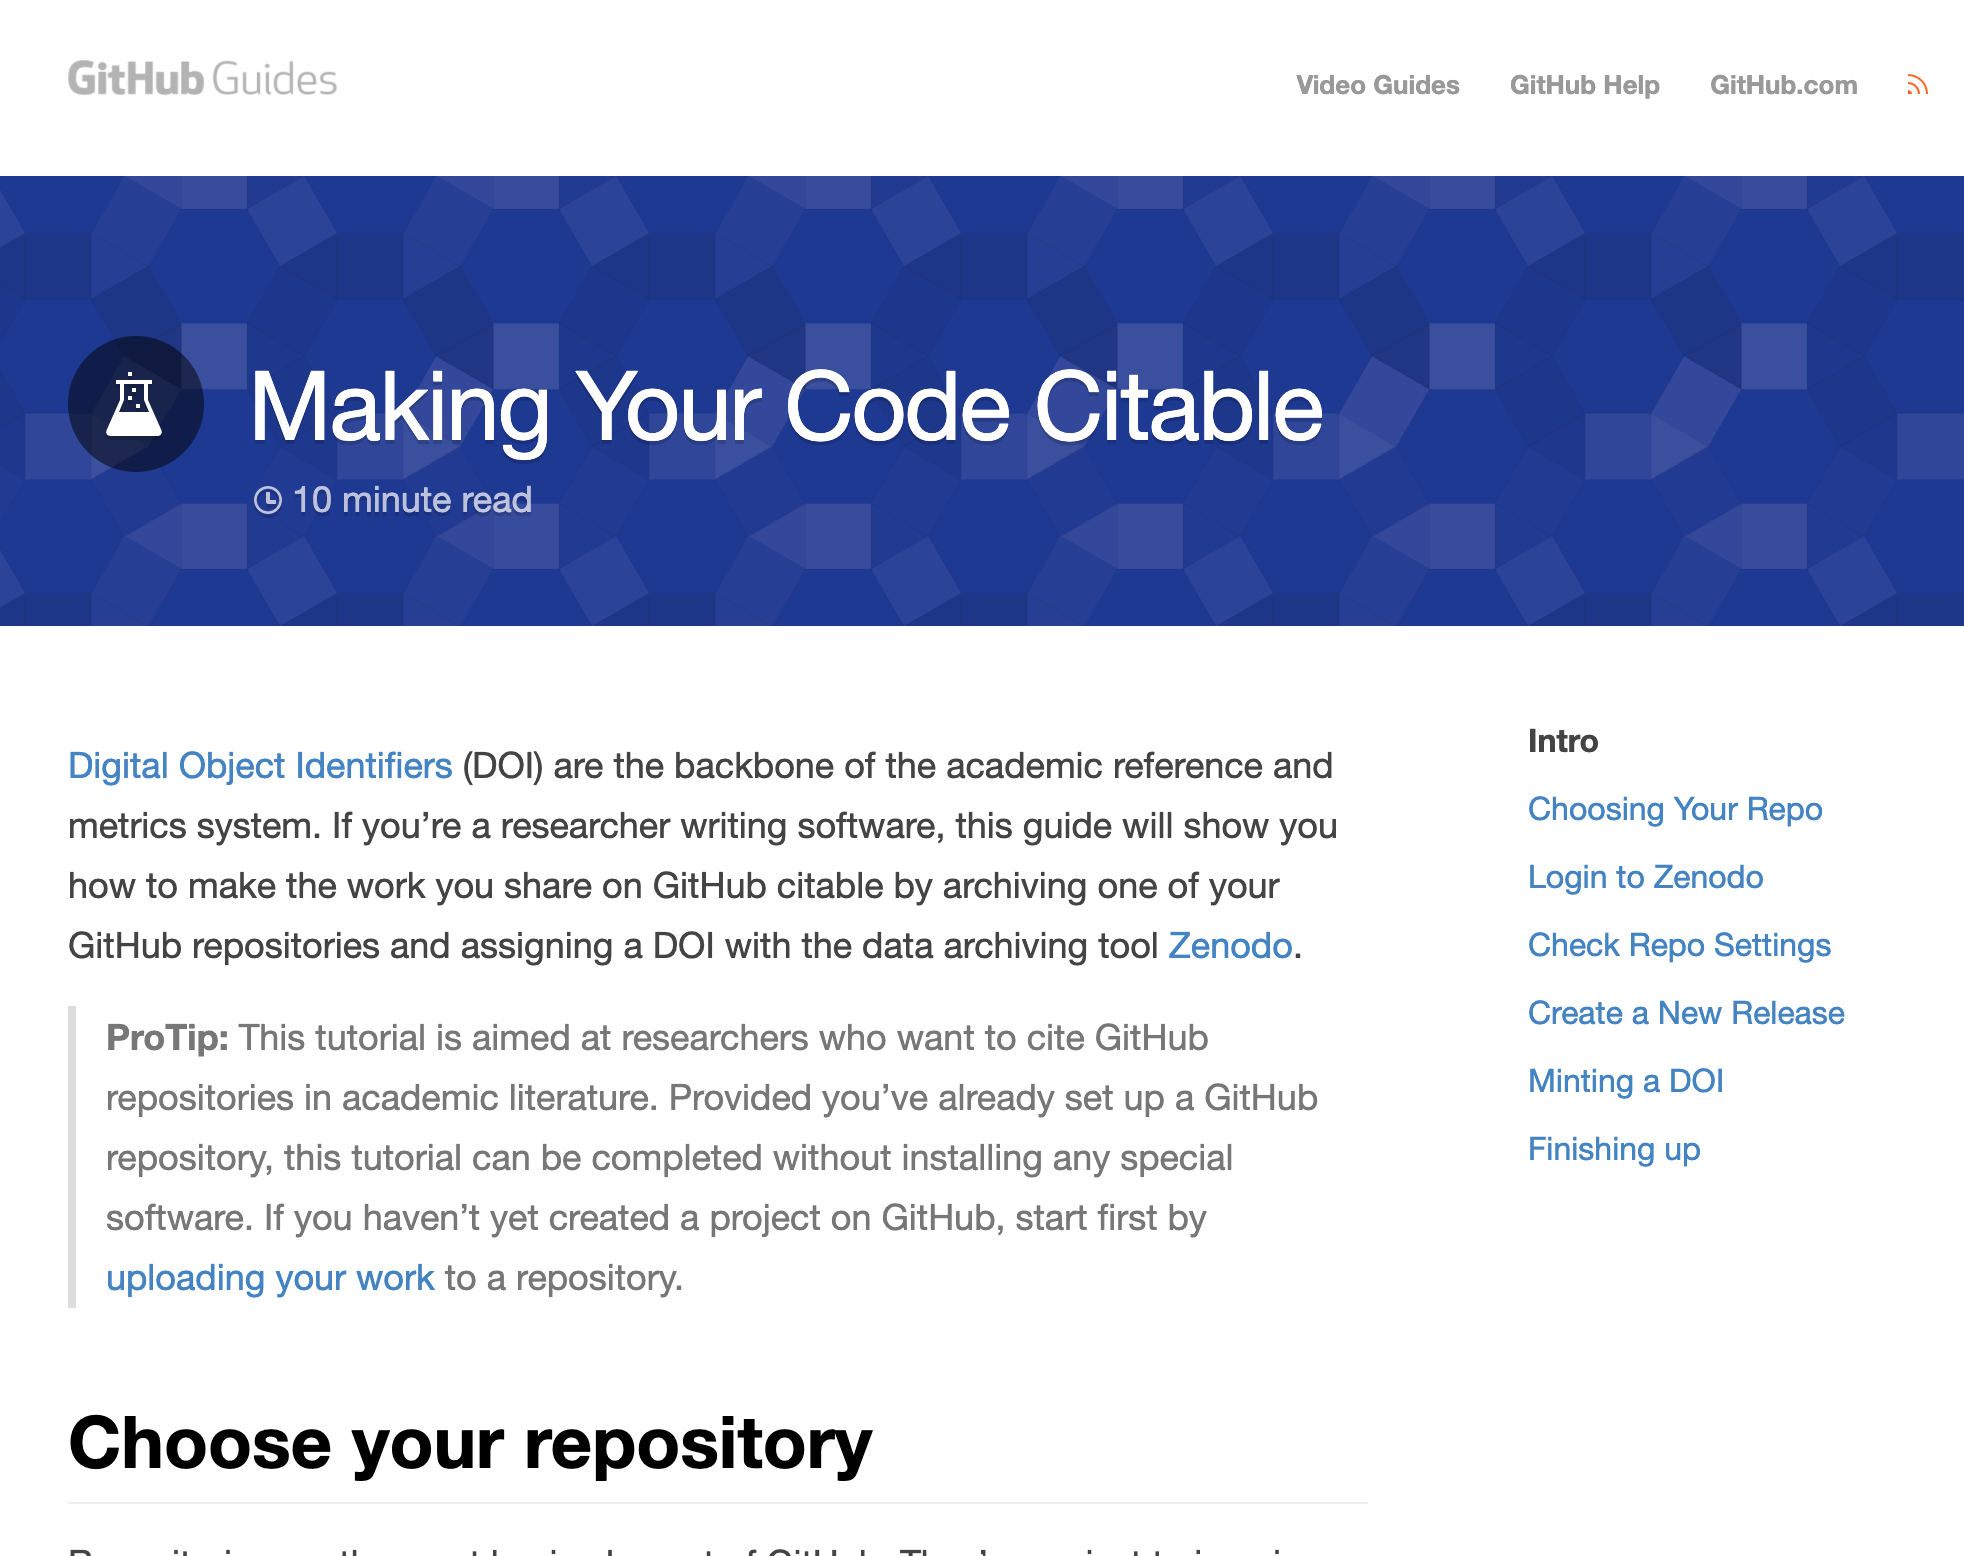 GitHub Guides
Video Guides GitHub Help GitHub.com
Making Your Code Citable
10 minute read
Digital Object Identifiers (DOI) are the backbone of the academic reference and
metrics system. If you’re a researcher writing software, this guide will show you
how to make the work you share on GitHub citable by archiving one of your
GitHub repositories and assigning a DOI with the data archiving tool Zenodo.
ProTip: This tutorial is aimed at researchers who want to cite GitHub
repositories in academic literature. Provided you’ve already set up a GitHub
repository, this tutorial can be completed without installing any special
software. If you haven’t yet created a project on GitHub, start first by
uploading your work to a repository.
Choose your repository
Intro
Choosing Your Repo
Login to Zenodo
Check Repo Settings
Create a New Release
Minting a DOI
Finishing up